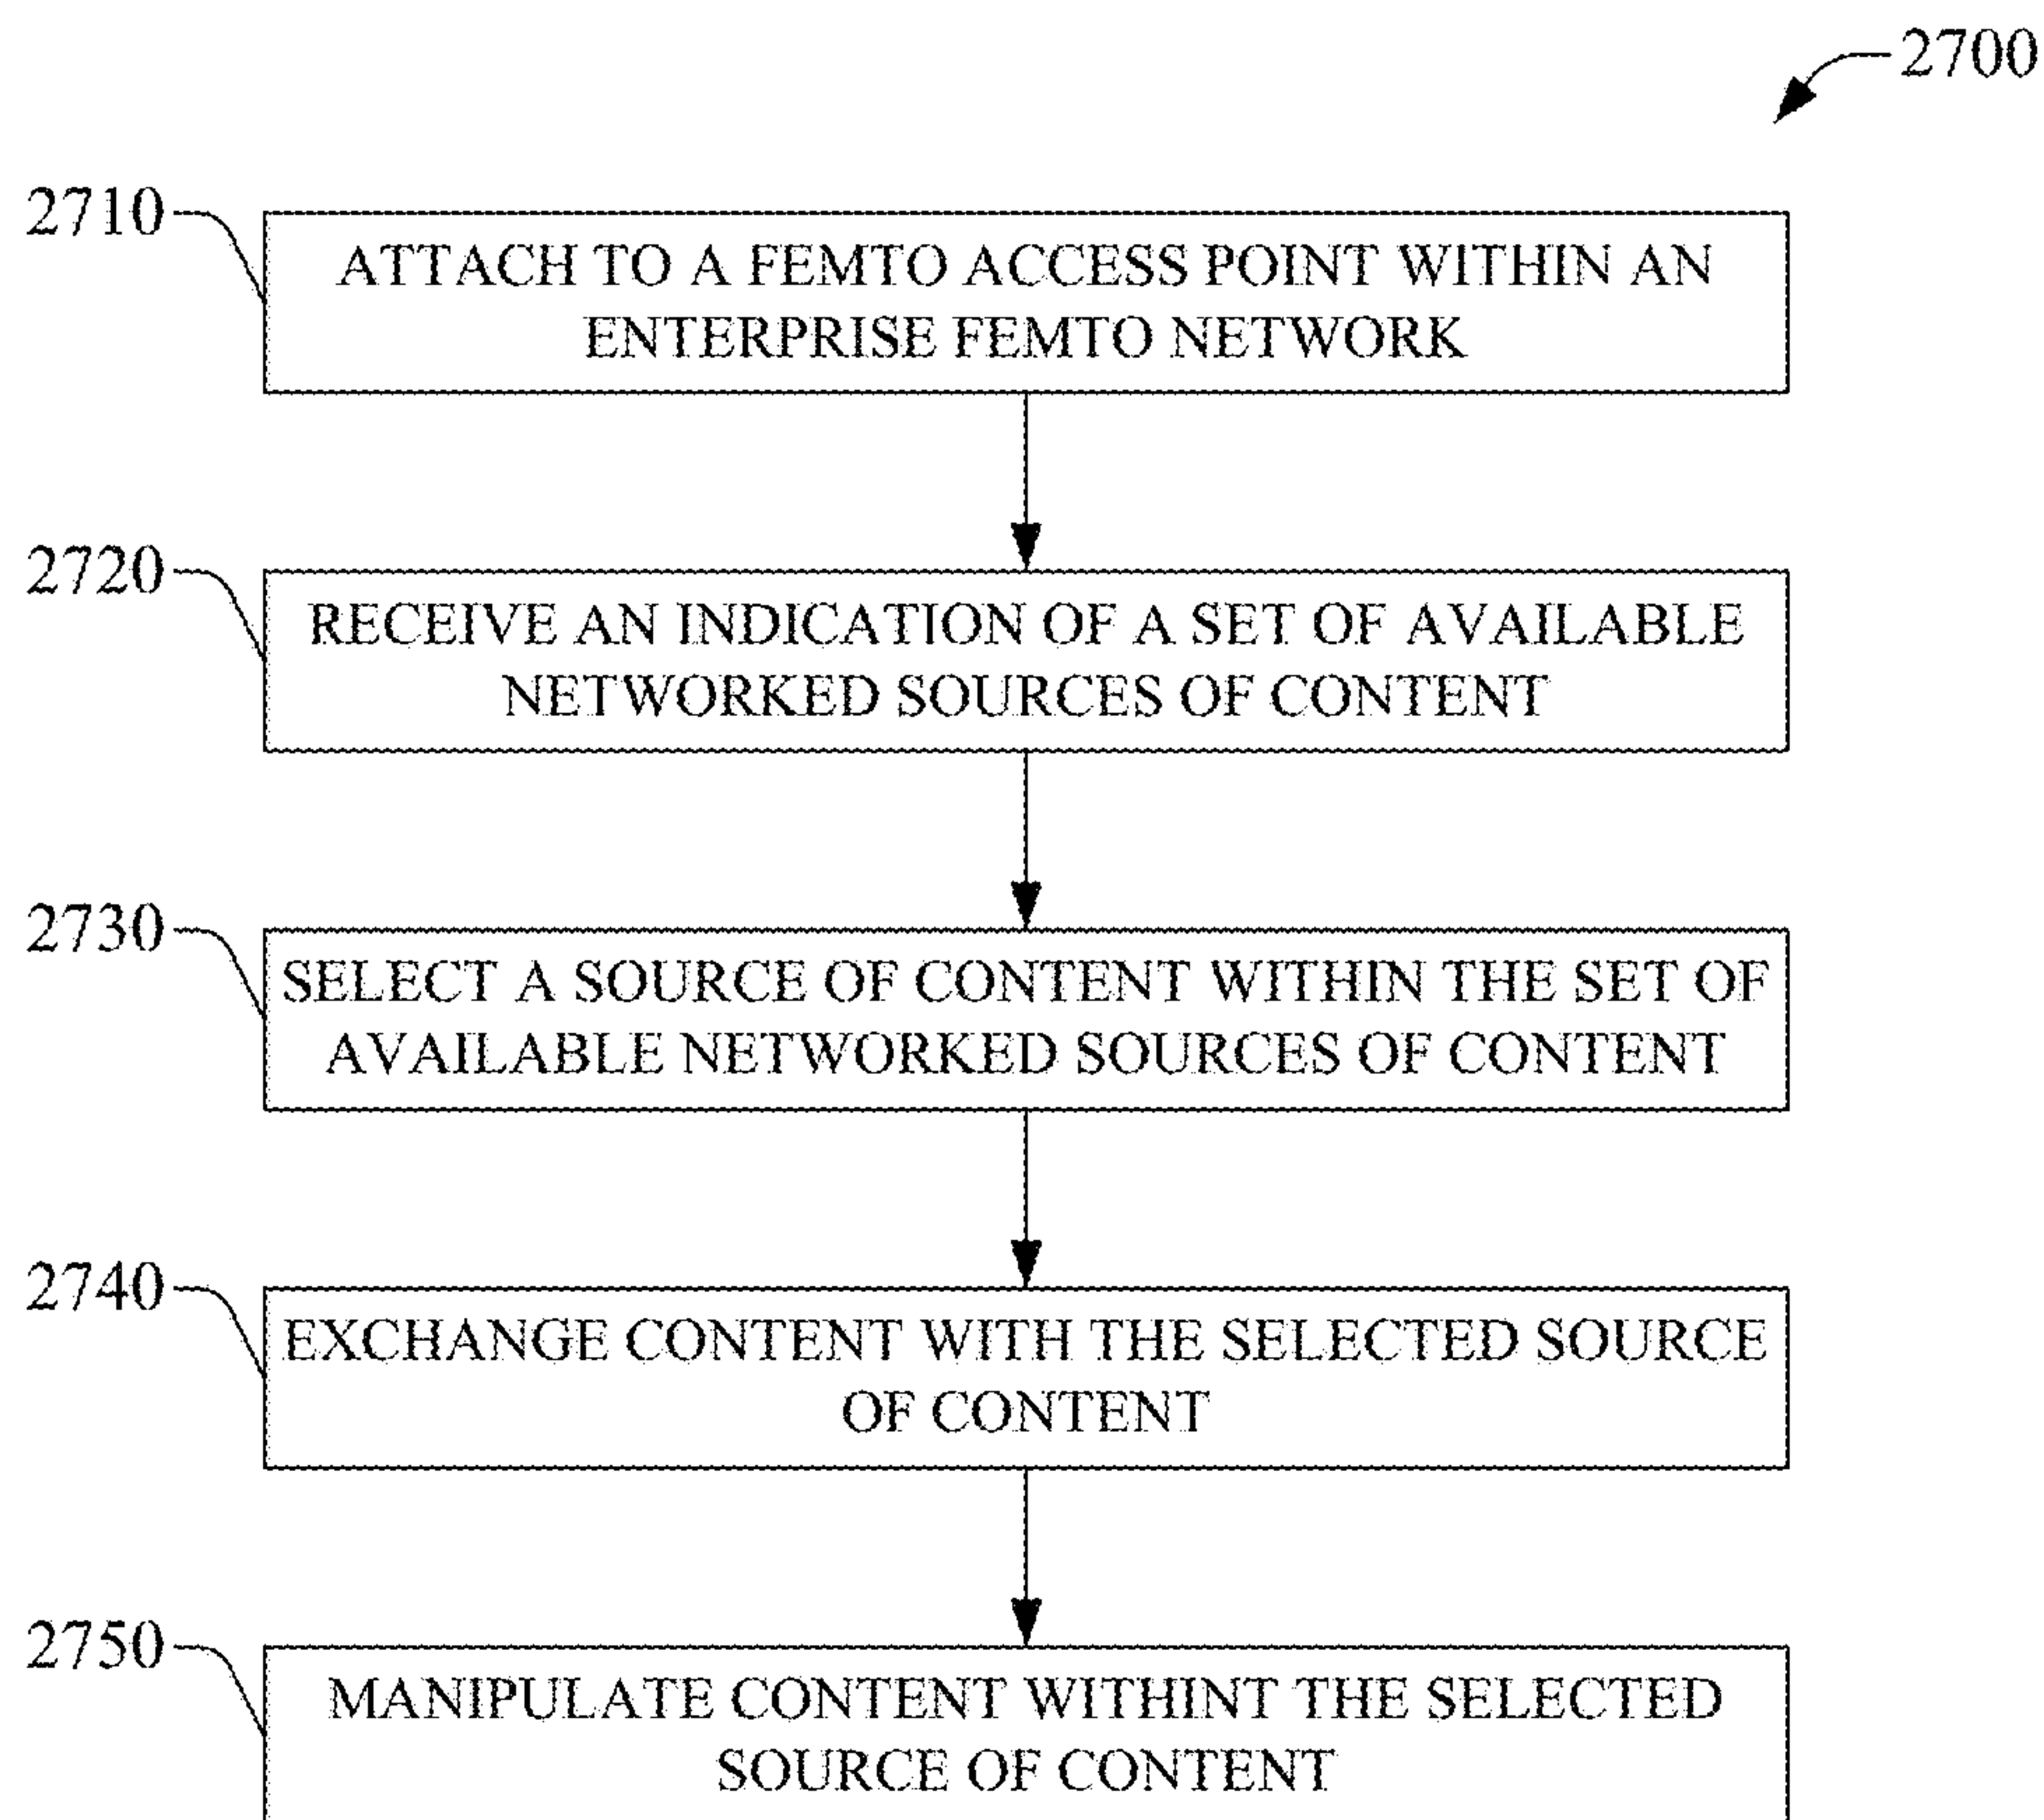 2700
2710
ATTACH TO A FEMTO ACCESS POINT WITHIN AN
ENTERPRISE FEMTO NETWORK
2720
RECEIVE AN INDICATION OF A SET OF AVAILABLE
NETWORKED SOURCES OF CONTENT
2730
SELECT A SOURCE OF CONTENT WITHIN THE SET OF
AVAILABLE NETWORKED SOURCES OF CONTENT
2740
EXCHANGE CONTENT WITH THE SELECTED SOURCE
OF CONTENT
2750
MANIPULATE CONTENT WITHINT THE SELECTED
SOURCE OF CONTENT